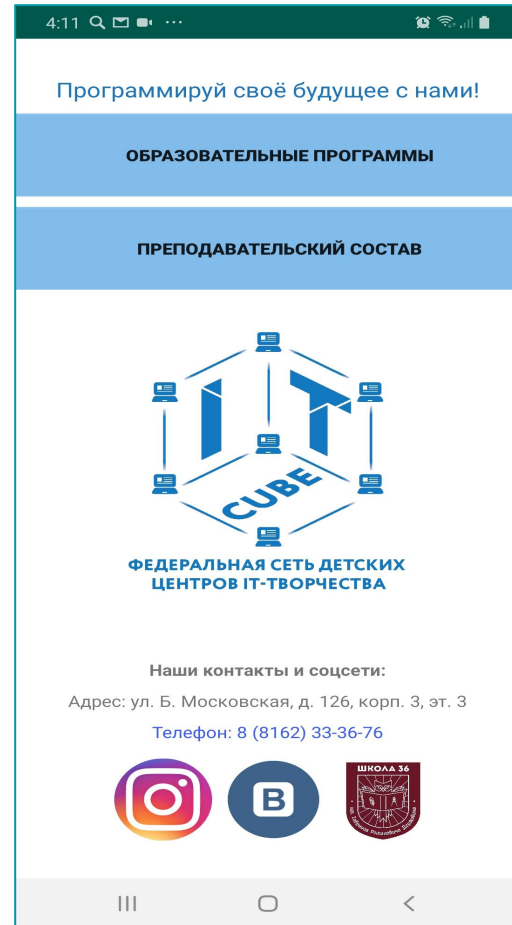 4:11
Программируй своё будущее с нами!
ОБРАЗОВАТЕЛЬНЫЕ ПРОГРАММЫ
ПРЕПОДАВАТЕЛЬСКИЙ СОСТАВ
IT
CUBE
ФЕДЕРАЛЬНАЯ СЕТЬ ДЕТСКИХ
ЦЕНТРОВ IT-ТВОРЧЕСТВА
Наши контакты и соцсети:
Адрес: ул. Б. Московская, д. 126, корп. 3, эт. 3
Телефон: 8 (8162) 33-36-76
B
ШКОЛА 36